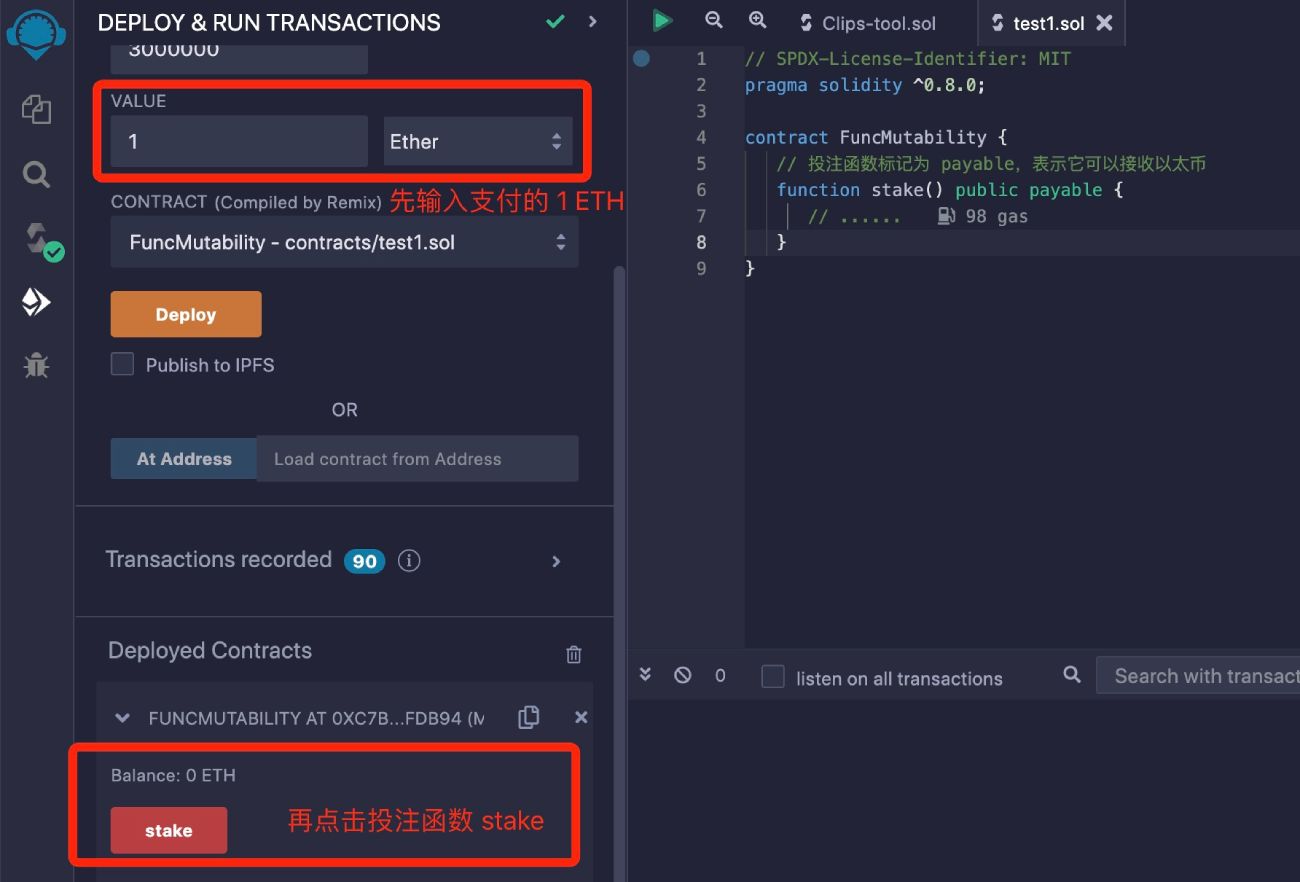 DEPLOY & RUN TRANSACTIONS
3000000
VALUE
1
Ether
CONTRACT (Compiled by Remix)
先输入支付的 1 ETH
FuncMutability - contracts/test1.sol
Deploy
Publish to IPFS
OR
At Address
Load contract from Address
Transactions recorded 90 i
Deployed Contracts
FUNCMUTABILITY AT 0XC7B...FDB94 (M
Balance: 0 ETH
stake
再点击投注函数 stake
Clips-tool.sol
test1.sol
1 // SPDX-License-Identifier: MIT
2 pragma solidity ^0.8.0;
3
4 contract FuncMutability {
5 // 投注函数标记为 payable，表示它可以接收以太币
6 function stake() public payable {
7 // ...... 98 gas
8 }
9 }
0
listen on all transactions
Search with transact